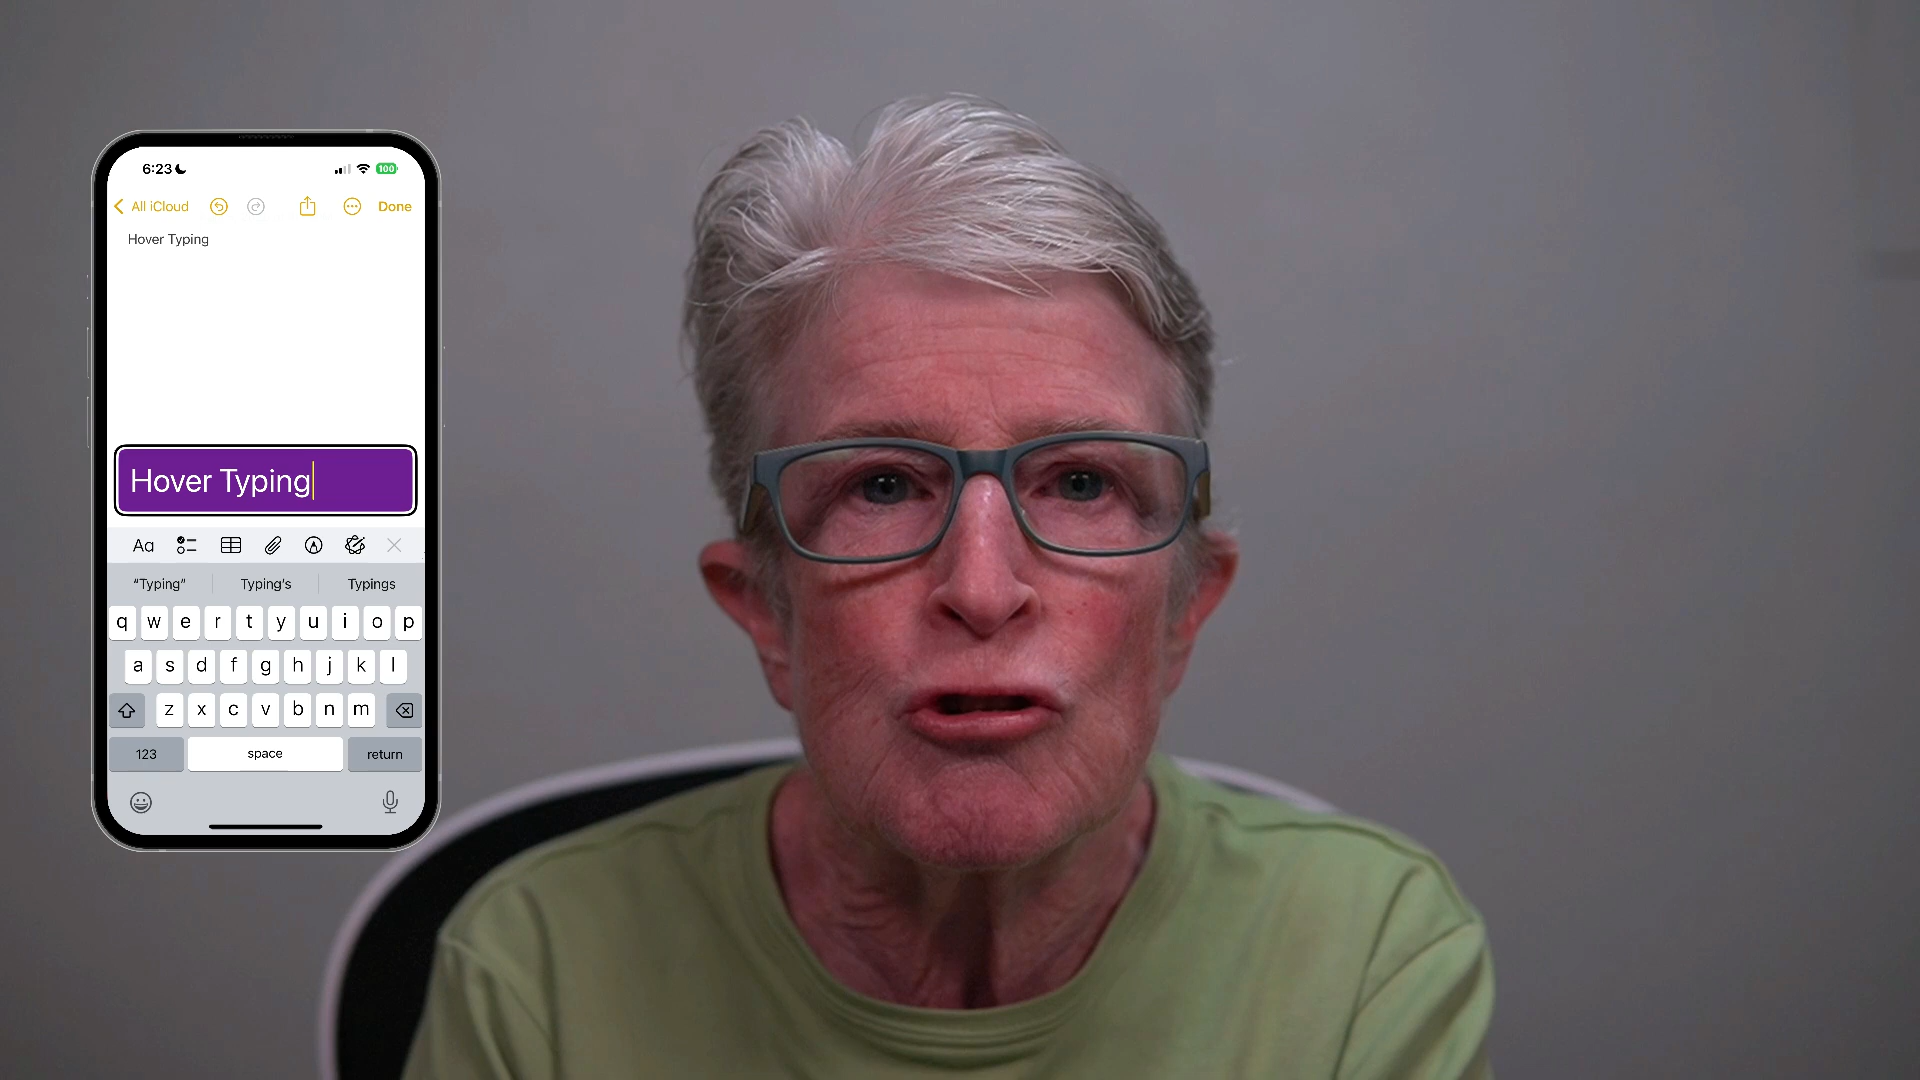 6:23
100
All iCloud
Done
Hover Typing
Hover Typing
Aa
“Typing” Typing’s Typings
q w e r t y u i o p
a s d f g h j k l
z x c v b n m
123 space return